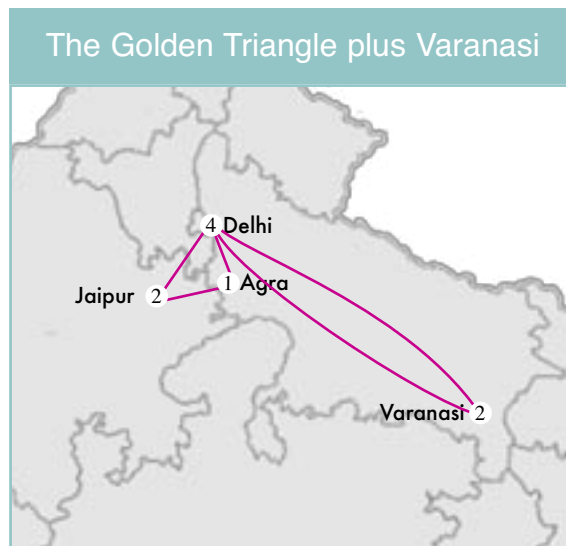 The Golden Triangle plus Varanasi
4 Delhi
1 Agra
Jaipur 2
Varanasi 2